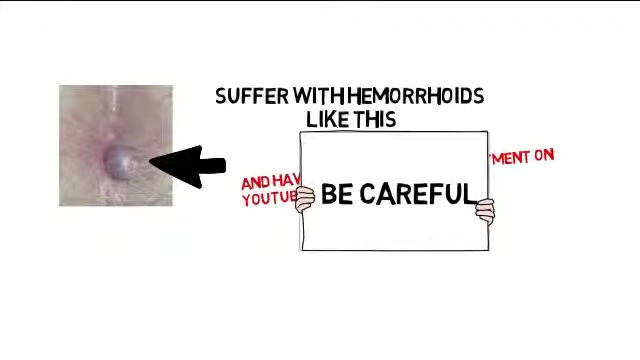 SUFFER WITH HEMORRHOIDS
LIKE THIS
AND HAV 'MENT ON
YOUTUB
BE CAREFUL